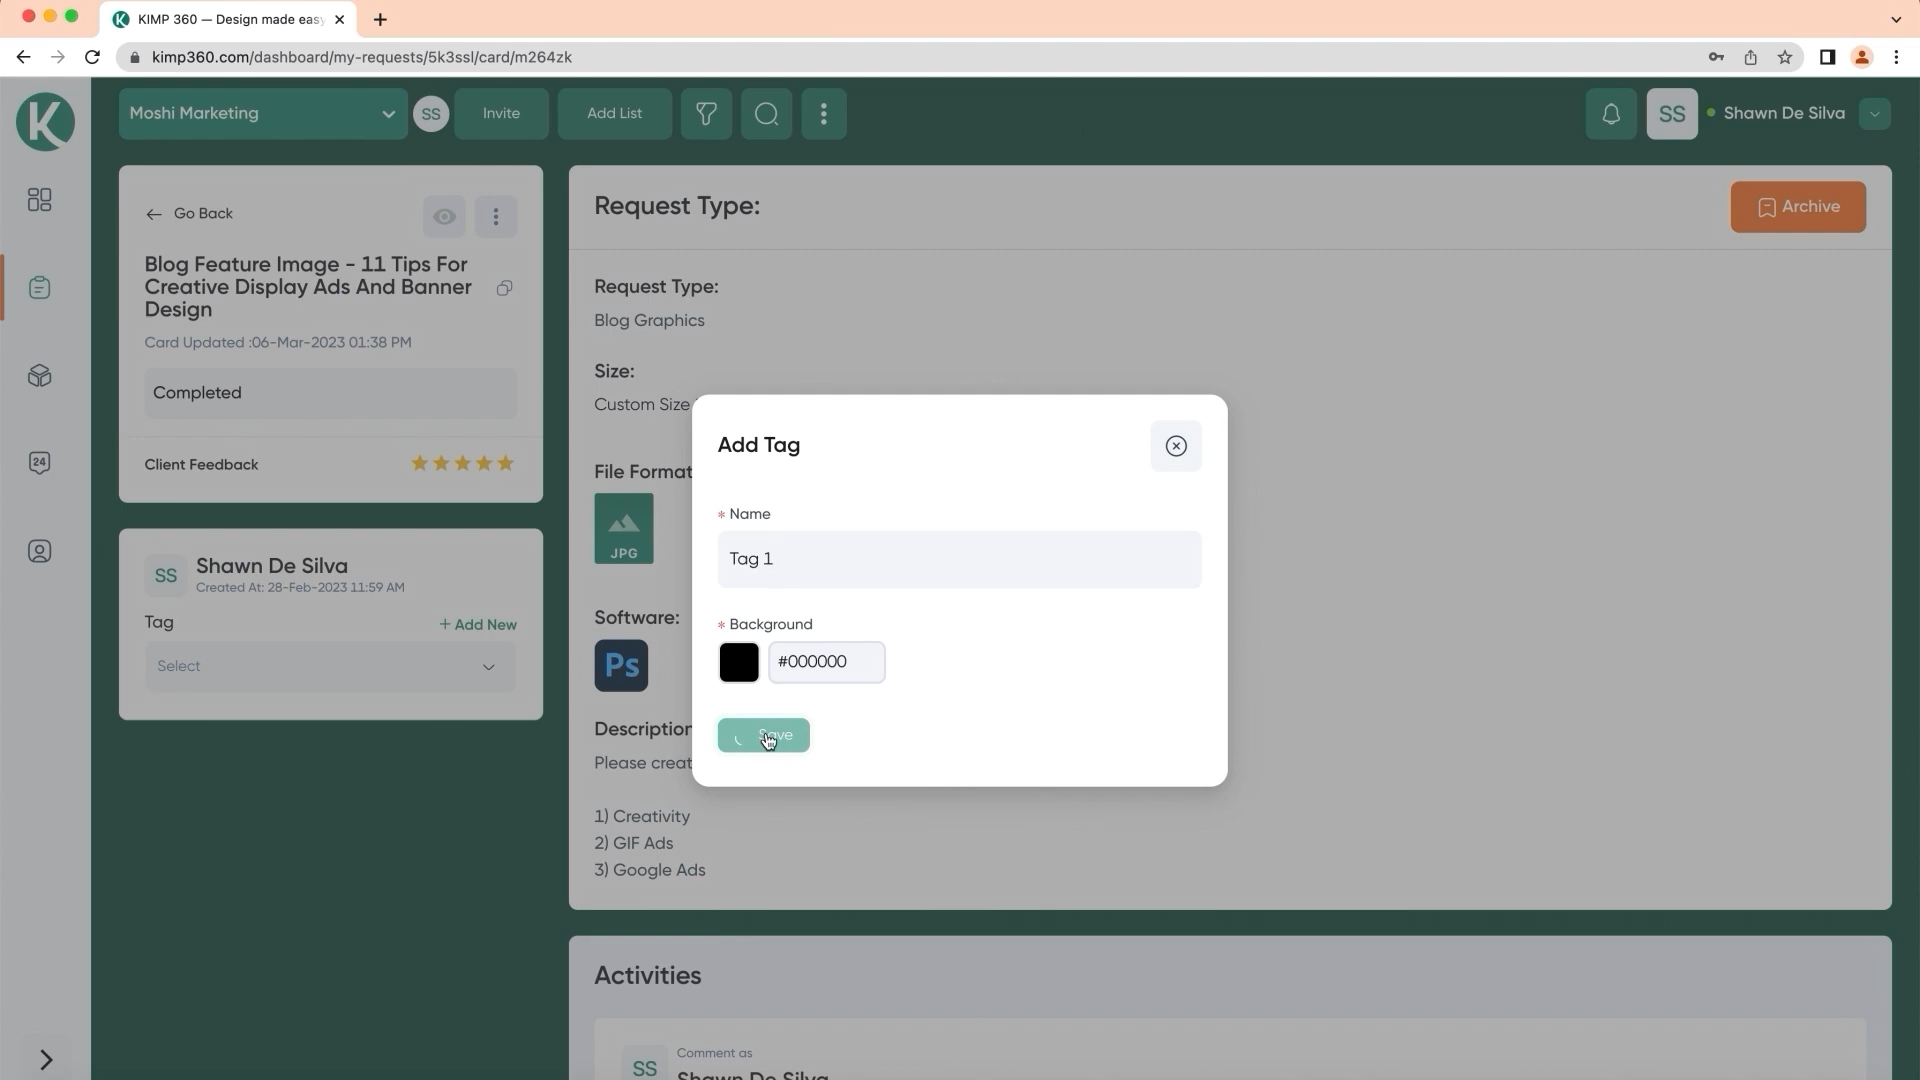 KIMP 360 — Design made easy
kimp360.com/dashboard/my-requests/5k3ssl/card/m264zk
Moshi Marketing
SS
Invite
Add List
SS
Shawn De Silva
K
24
Go Back
Blog Feature Image - 11 Tips For
Creative Display Ads And Banner
Design
Card Updated :06-Mar-2023 01:38 PM
Completed
Client Feedback
SS
Shawn De Silva
Created At: 28-Feb-2023 11:59 AM
Tag
+ Add New
Select
Request Type:
Archive
Request Type:
Blog Graphics
Size:
Custom Size
File Format
JPG
Software:
Ps
Description
Please creat
1) Creativity
2) GIF Ads
3) Google Ads
Add Tag
* Name
Tag 1
* Background
#000000
Save
Activities
SS
Comment as
Shawn De Silva